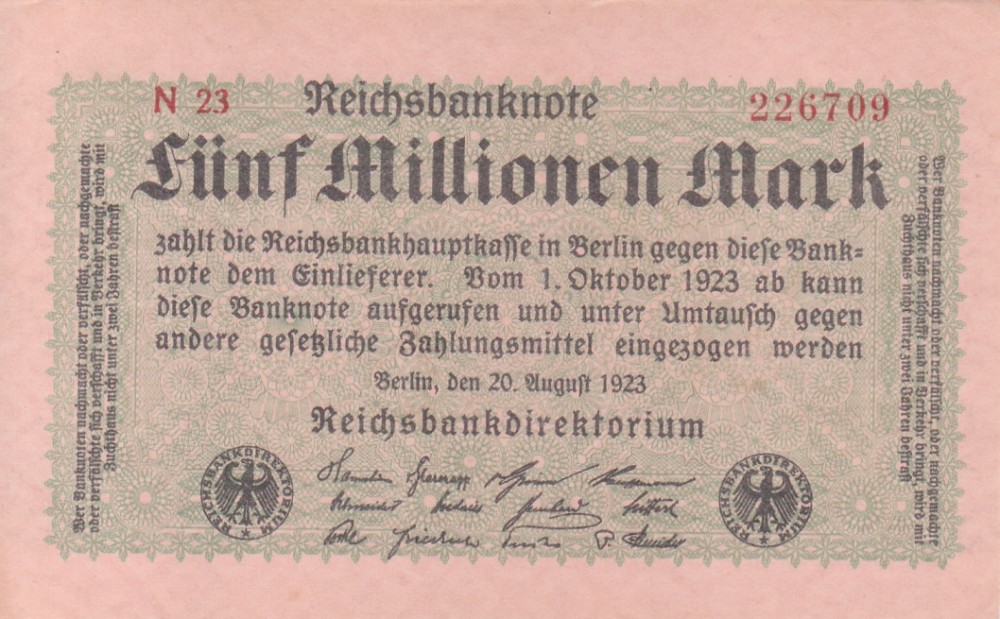 N 23 Reichsbanknote 226709
Fünf Millionen Mark
zahlt die Reichsbankhauptkasse in Berlin gegen diese Bank=
note dem Einlieferer. Vom 1. Oktober 1923 ab kann
diese Banknote aufgerufen und unter Umtausch gegen
andere gesetzliche Zahlungsmittel eingezogen werden
Berlin, den 20. August 1923
Reichsbankdirektorium
REICHSBANKDIREKTORIUM
REICHSBANKDIREKTORIUM
Wer Banknoten nachmacht oder verfälscht, oder nachgemachte
oder verfälschte sich verschafft und in Verkehr bringt, wird mit
Zuchthaus nicht unter zwei Jahren bestraft
Wer Banknoten nachmacht oder verfälscht, oder nachgemachte
oder verfälschte sich verschafft und in Verkehr bringt, wird mit
Zuchthaus nicht unter zwei Jahren bestraft